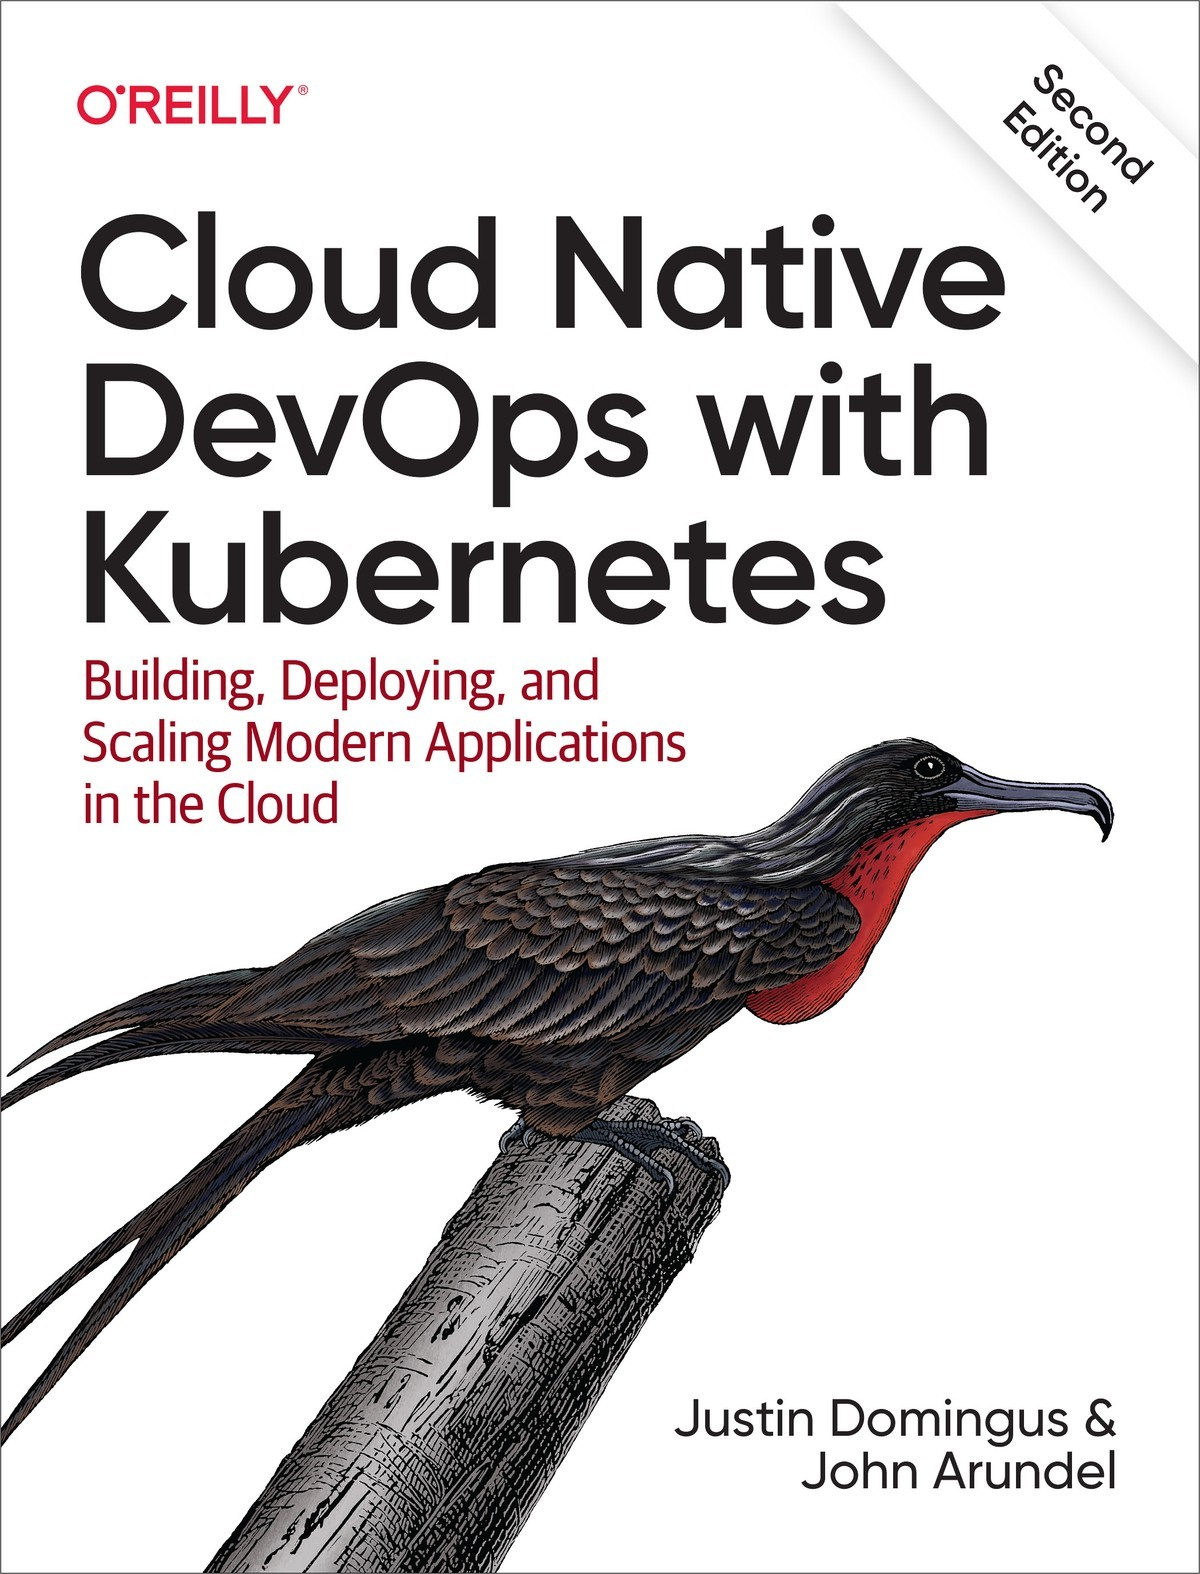 O'REILLY®
Second
Edition
Cloud Native
DevOps with
Kubernetes
Building, Deploying, and
Scaling Modern Applications
in the Cloud
Justin Domingus &
John Arundel